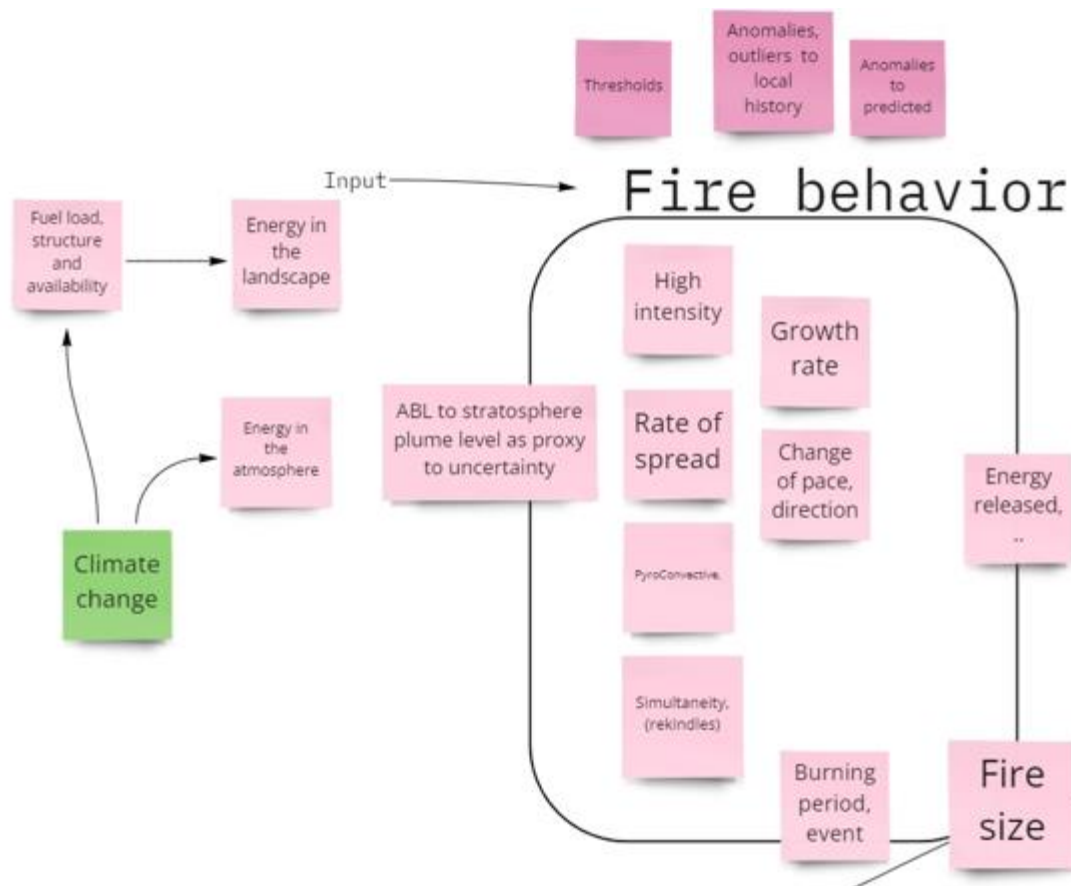 Thresholds
Anomalies,
outliers to
local
history
Anomalies
to
predicted
Input
Fire behavior
Fuel load,
structure
and
availability
Energy in
the
landscape
High
intensity
Growth
rate
ABL to stratosphere
plume level as proxy
to uncertainty
Rate of
spread
Change
of pace,
direction
Energy in
the
atmosphere
Energy
released,
..
Climate
change
PyroConvective,
Simultaneity,
(rekindles)
Burning
period,
event
Fire
size